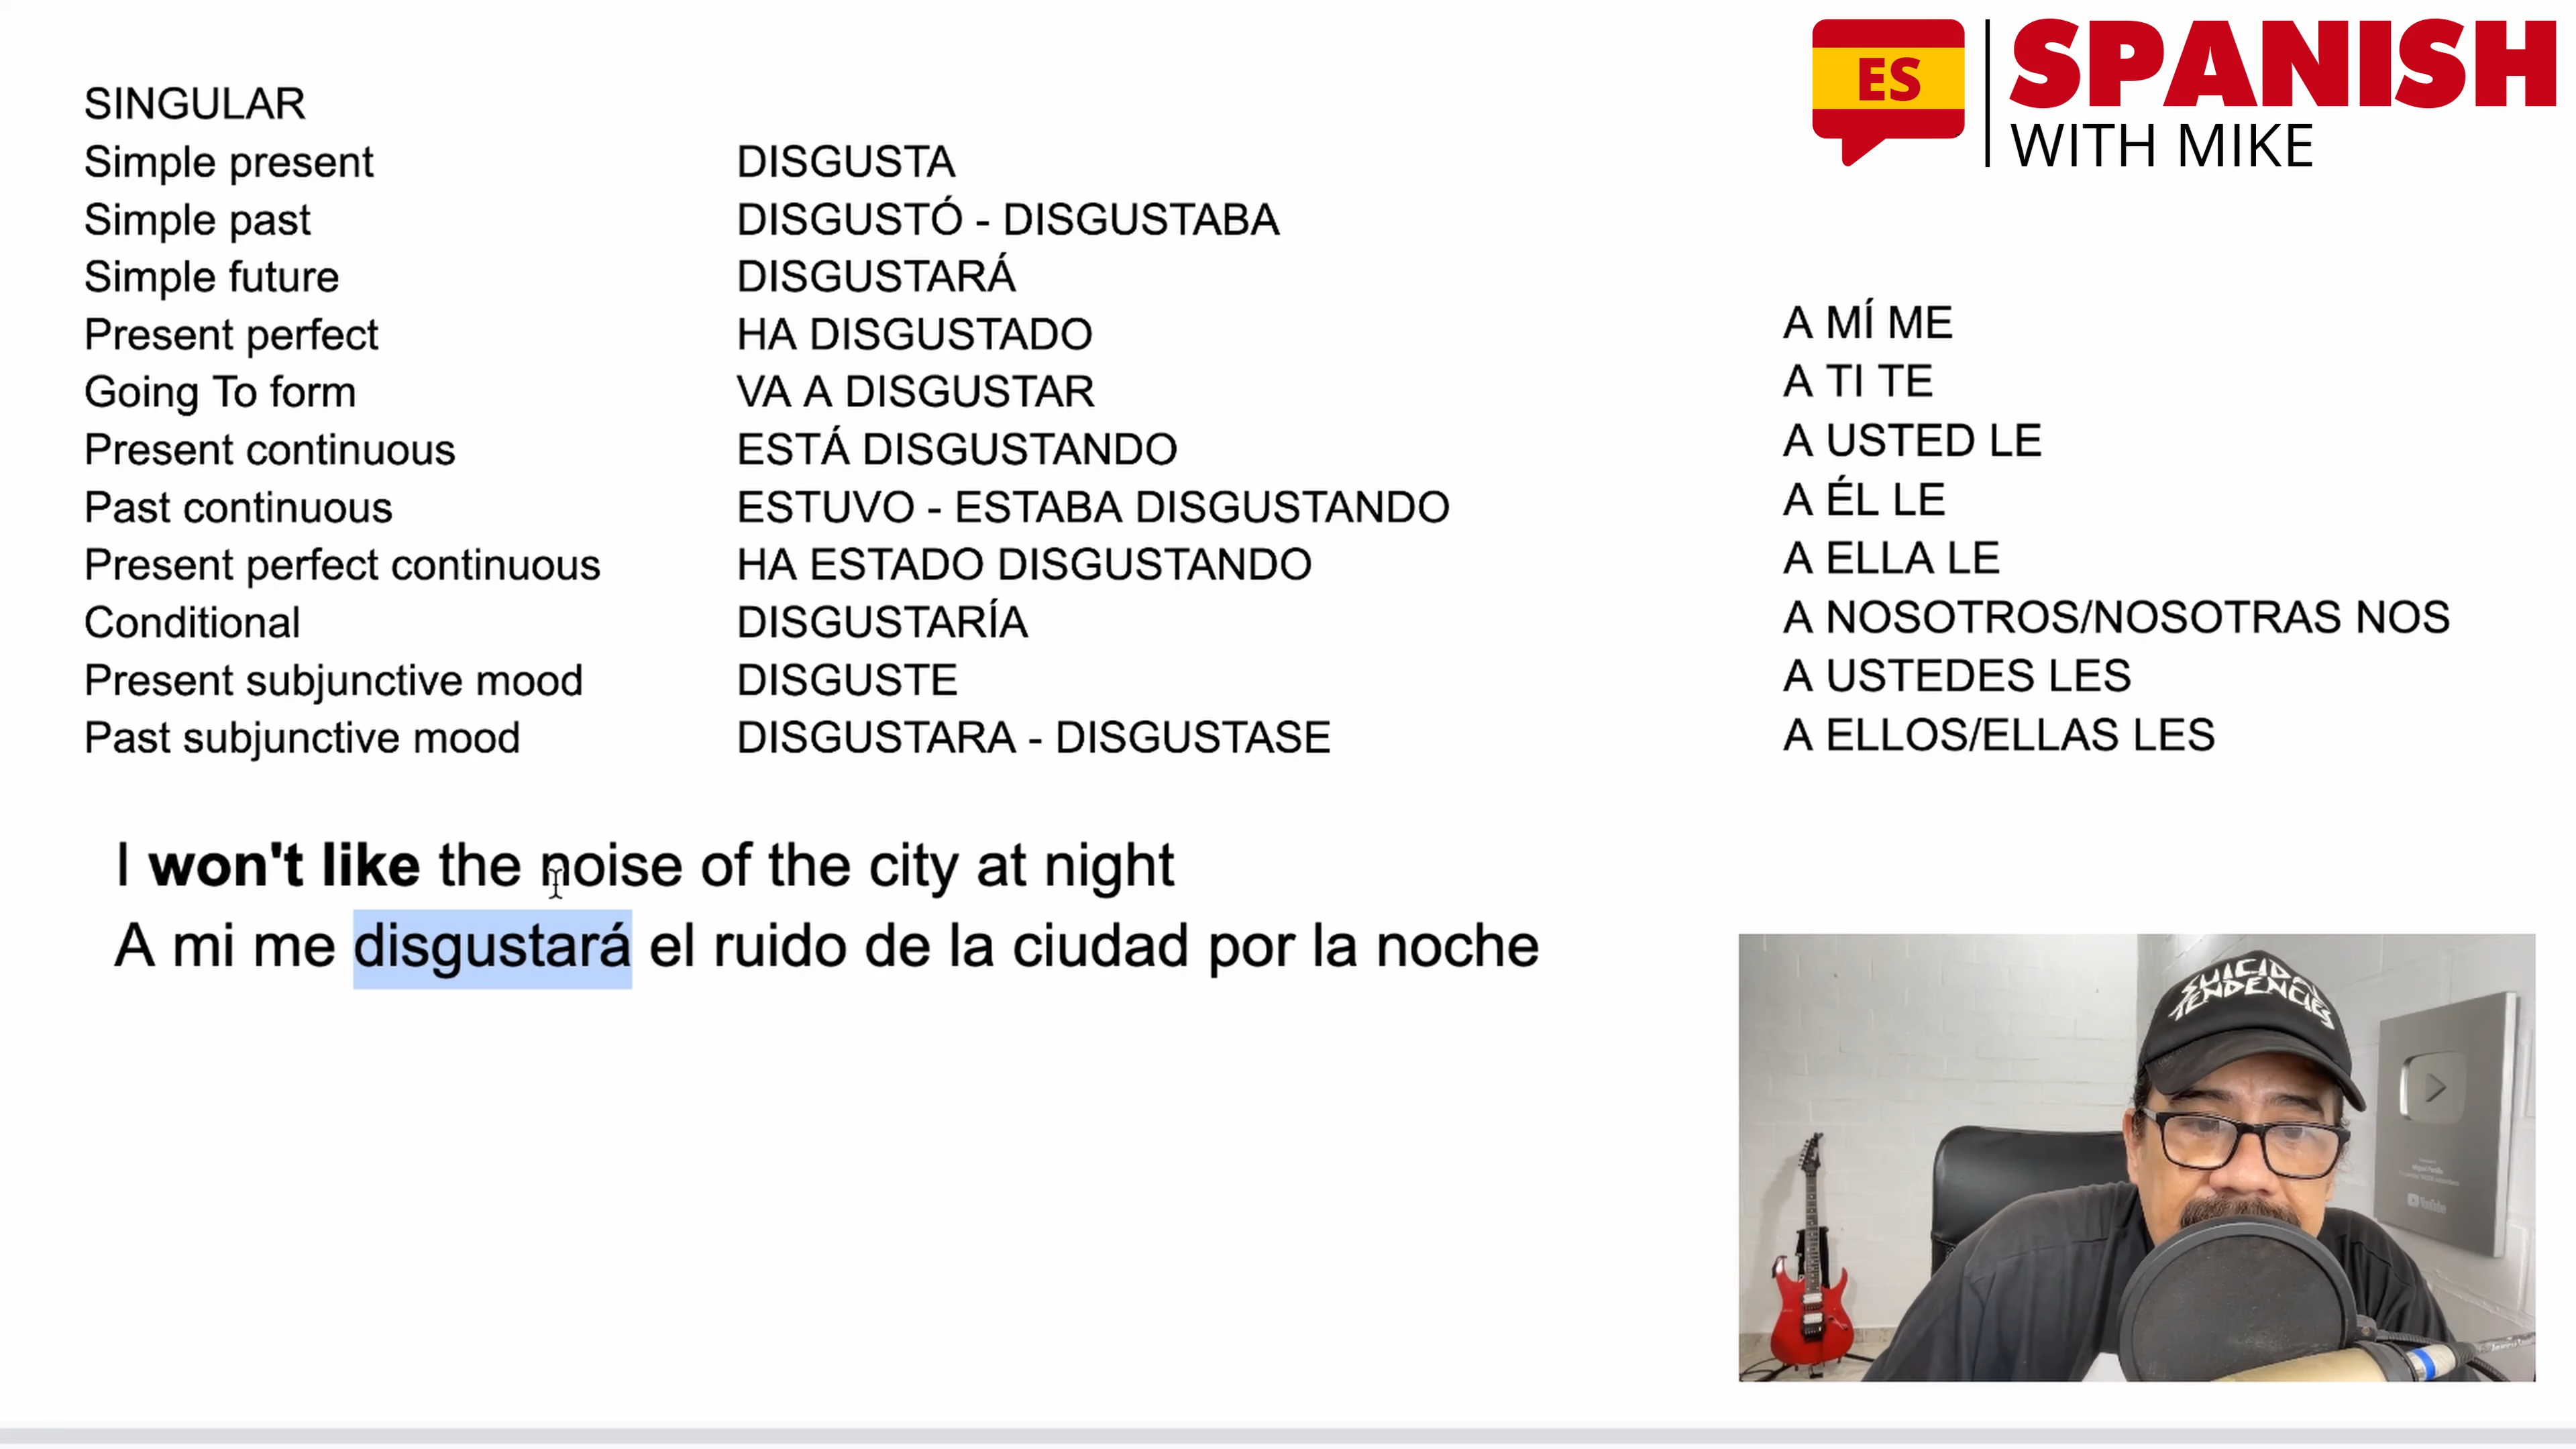 ES
SPANISH
WITH MIKE
SINGULAR
Simple present DISGUSTA
Simple past DISGUSTÓ - DISGUSTABA
Simple future DISGUSTARÁ
Present perfect HA DISGUSTADO
Going To form VA A DISGUSTAR
Present continuous ESTÁ DISGUSTANDO
Past continuous ESTUVO - ESTABA DISGUSTANDO
Present perfect continuous HA ESTADO DISGUSTANDO
Conditional DISGUSTARÍA
Present subjunctive mood DISGUSTE
Past subjunctive mood DISGUSTARA - DISGUSTASE
A MÍ ME
A TI TE
A USTED LE
A ÉL LE
A ELLA LE
A NOSOTROS/NOSOTRAS NOS
A USTEDES LES
A ELLOS/ELLAS LES
I won't like the noise of the city at night
A mi me disgustará el ruido de la ciudad por la noche
SUICIDAL
TENDENCIES
YouTube